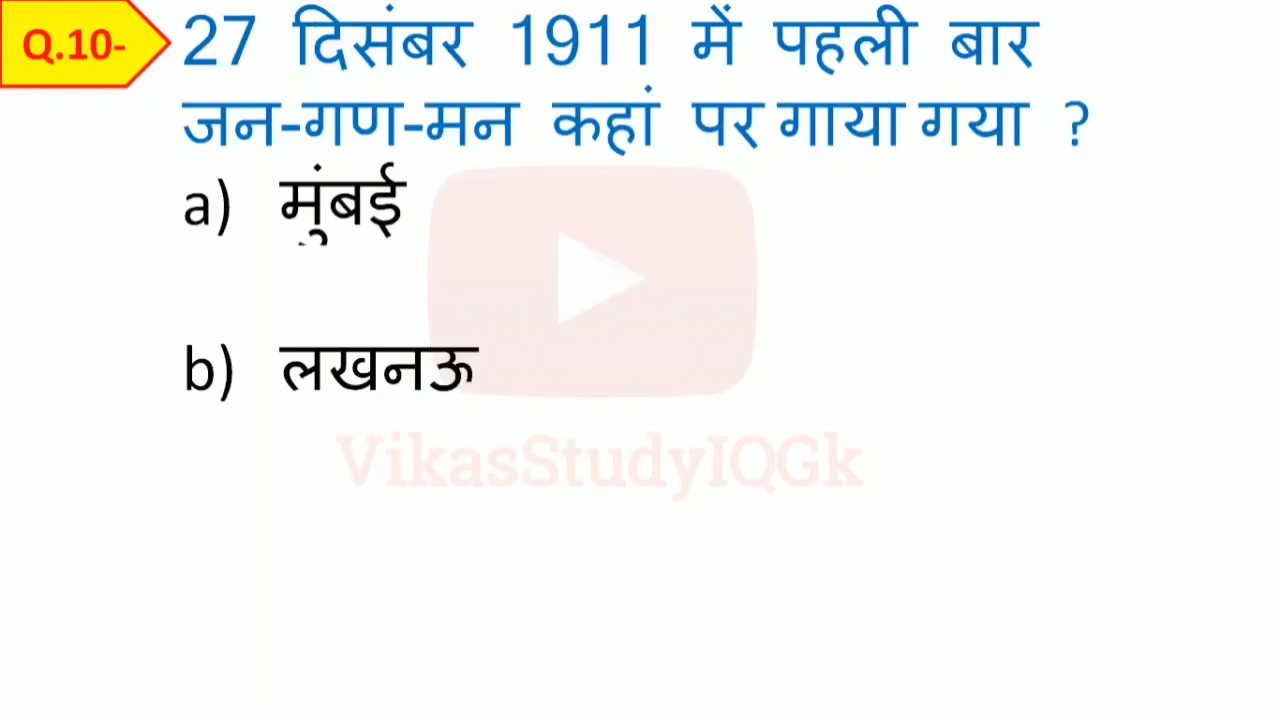 Q.10- 27 दिसंबर 1911 में पहली बार
जन-गण-मन कहां पर गाया गया ?
a) मुंबई
b) लखनऊ
VikasStudyIQGk